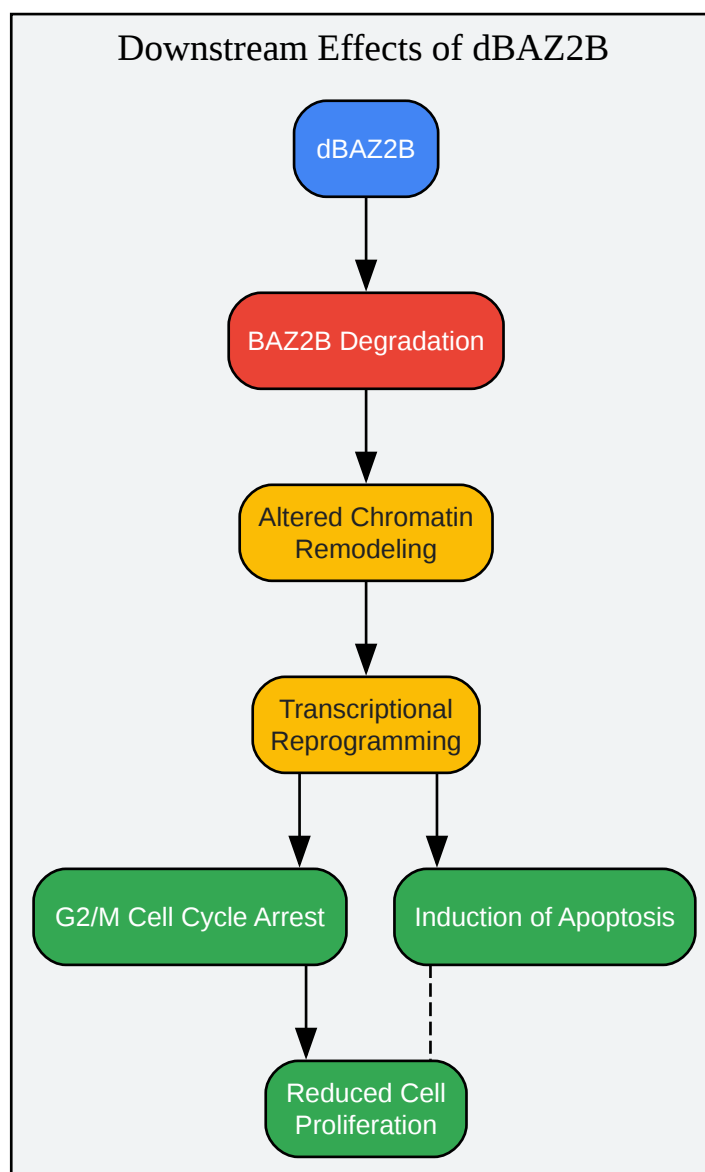 Downstream Effects of dBAZ2B
dBAZ2B
BAZ2B Degradation
Altered Chromatin
Remodeling
Transcriptional
Reprogramming
G2/M Cell Cycle Arrest
Induction of Apoptosis
Reduced Cell
Proliferation